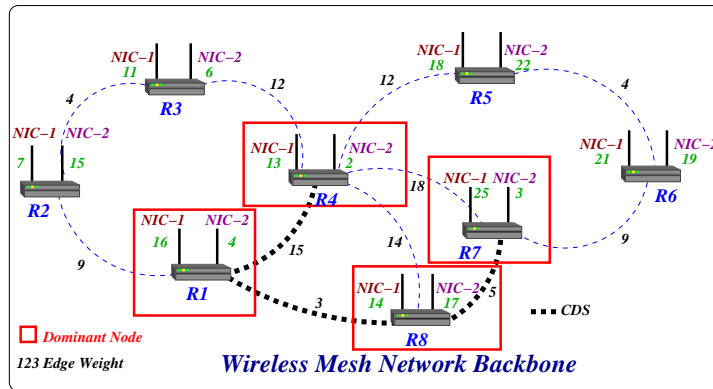 NIC-1 NIC-2
11 6
R3
NIC-1 NIC-2
18 22
R5
4
12
12
4
NIC-1 NIC-2
7 15
R2
NIC-1 NIC-2
13 2
R4
NIC-1 NIC-2
21 19
R6
18
NIC-1 NIC-2
25 3
R7
NIC-1 NIC-2
16 4
R1
9
15
14
9
3
5
NIC-1 NIC-2
14 17
R8
CDS
Dominant Node
123 Edge Weight
Wireless Mesh Network Backbone